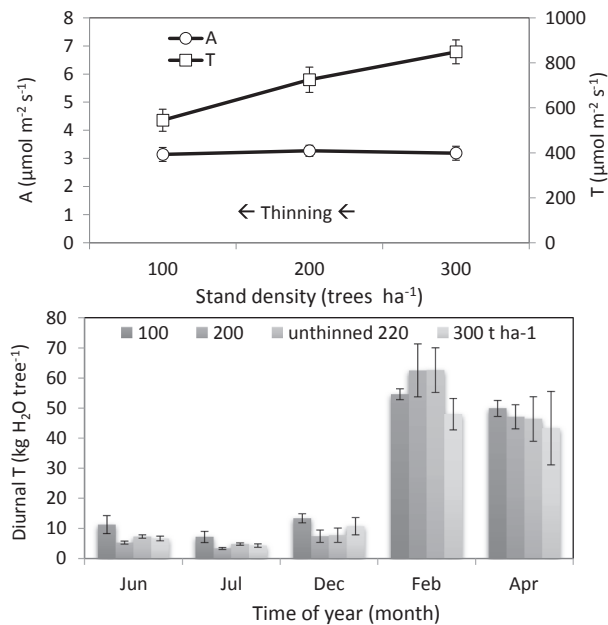 8
7
6
5
4
3
2
1
0
A (µmol m⁻² s⁻¹)
A
T
← Thinning ←
1000
800
600
400
200
0
T (µmol m⁻² s⁻¹)
100 200 300
Stand density (trees ha⁻¹)
80
70
60
50
40
30
20
10
0
Diurnal T (kg H₂O tree⁻¹)
100 200 unthinned 220 300 t ha-1
Jun Jul Dec Feb Apr
Time of year (month)